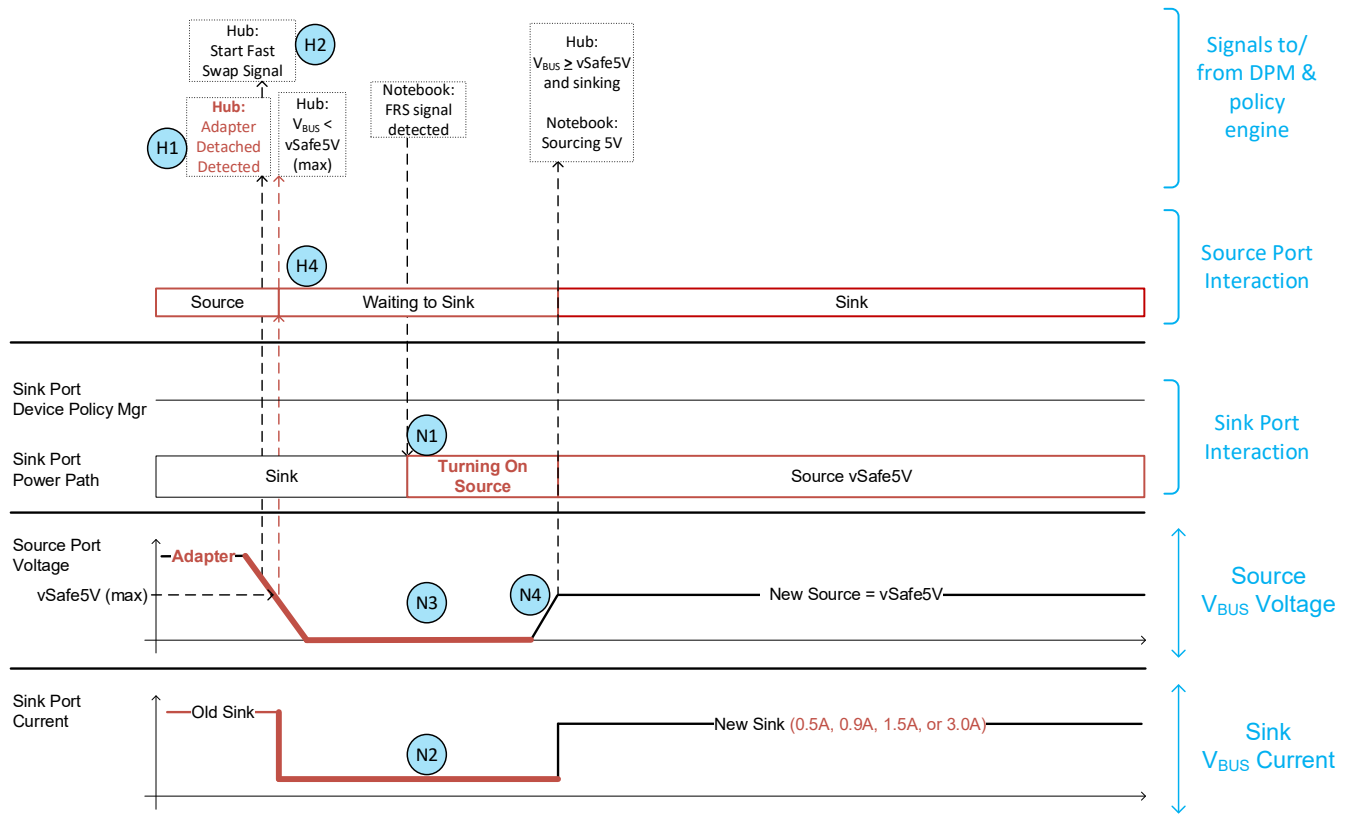 Hub:
Start Fast
Swap Signal
H2
Hub:
Adapter
Detached
Detected
H1
Hub:
VBUS <
vSafe5V
(max)
Notebook:
FRS signal
detected
Hub:
VBUS ≥ vSafe5V
and sinking
Notebook:
Sourcing 5V
Signals to/
from DPM &
policy
engine
H4
Source
Waiting to Sink
Sink
Source Port
Interaction
Sink Port
Device Policy Mgr
N1
Sink Port
Power Path
Sink
Turning On
Source
Source vSafe5V
Sink Port
Interaction
Source Port
Voltage
Adapter
vSafe5V (max)
N3
N4
New Source = vSafe5V
Source
VBUS Voltage
Sink Port
Current
Old Sink
N2
New Sink (0.5A, 0.9A, 1.5A, or 3.0A)
Sink
VBUS Current